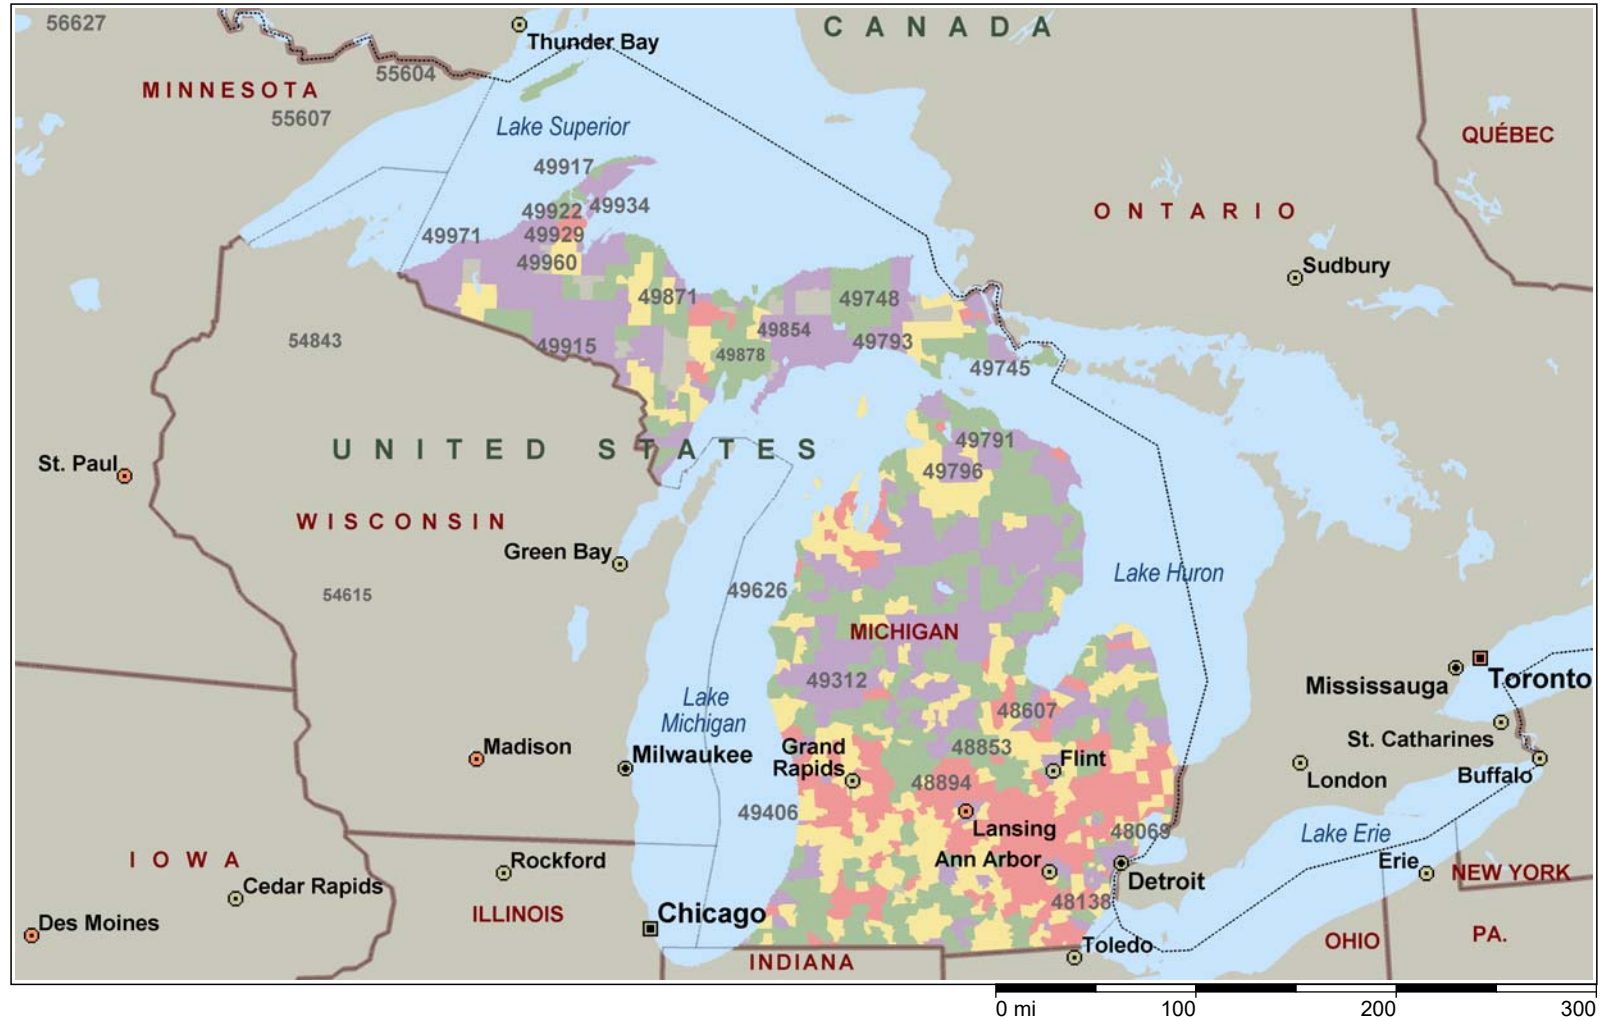 56627
Thunder Bay
CANADA
55604
MINNESOTA
55607
Lake Superior
QUÉBEC
49917
49922
49934
ONTARIO
49971
49929
49960
Sudbury
49871
49748
49854
49793
54843
49915
49878
49745
UNITED STATES
49791
St. Paul
49796
WISCONSIN
Green Bay
Lake Huron
49626
54615
MICHIGAN
49312
Mississauga
Toronto
Lake
Michigan
48607
St. Catharines
Madison
Milwaukee
Grand
Rapids
48853
Flint
London
Buffalo
48894
49406
Lansing
48069
Lake Erie
IOWA
Rockford
Ann Arbor
Erie
NEW YORK
Cedar Rapids
Detroit
ILLINOIS
Chicago
48138
Des Moines
Toledo
OHIO
PA.
INDIANA
0 mi
100
200
300